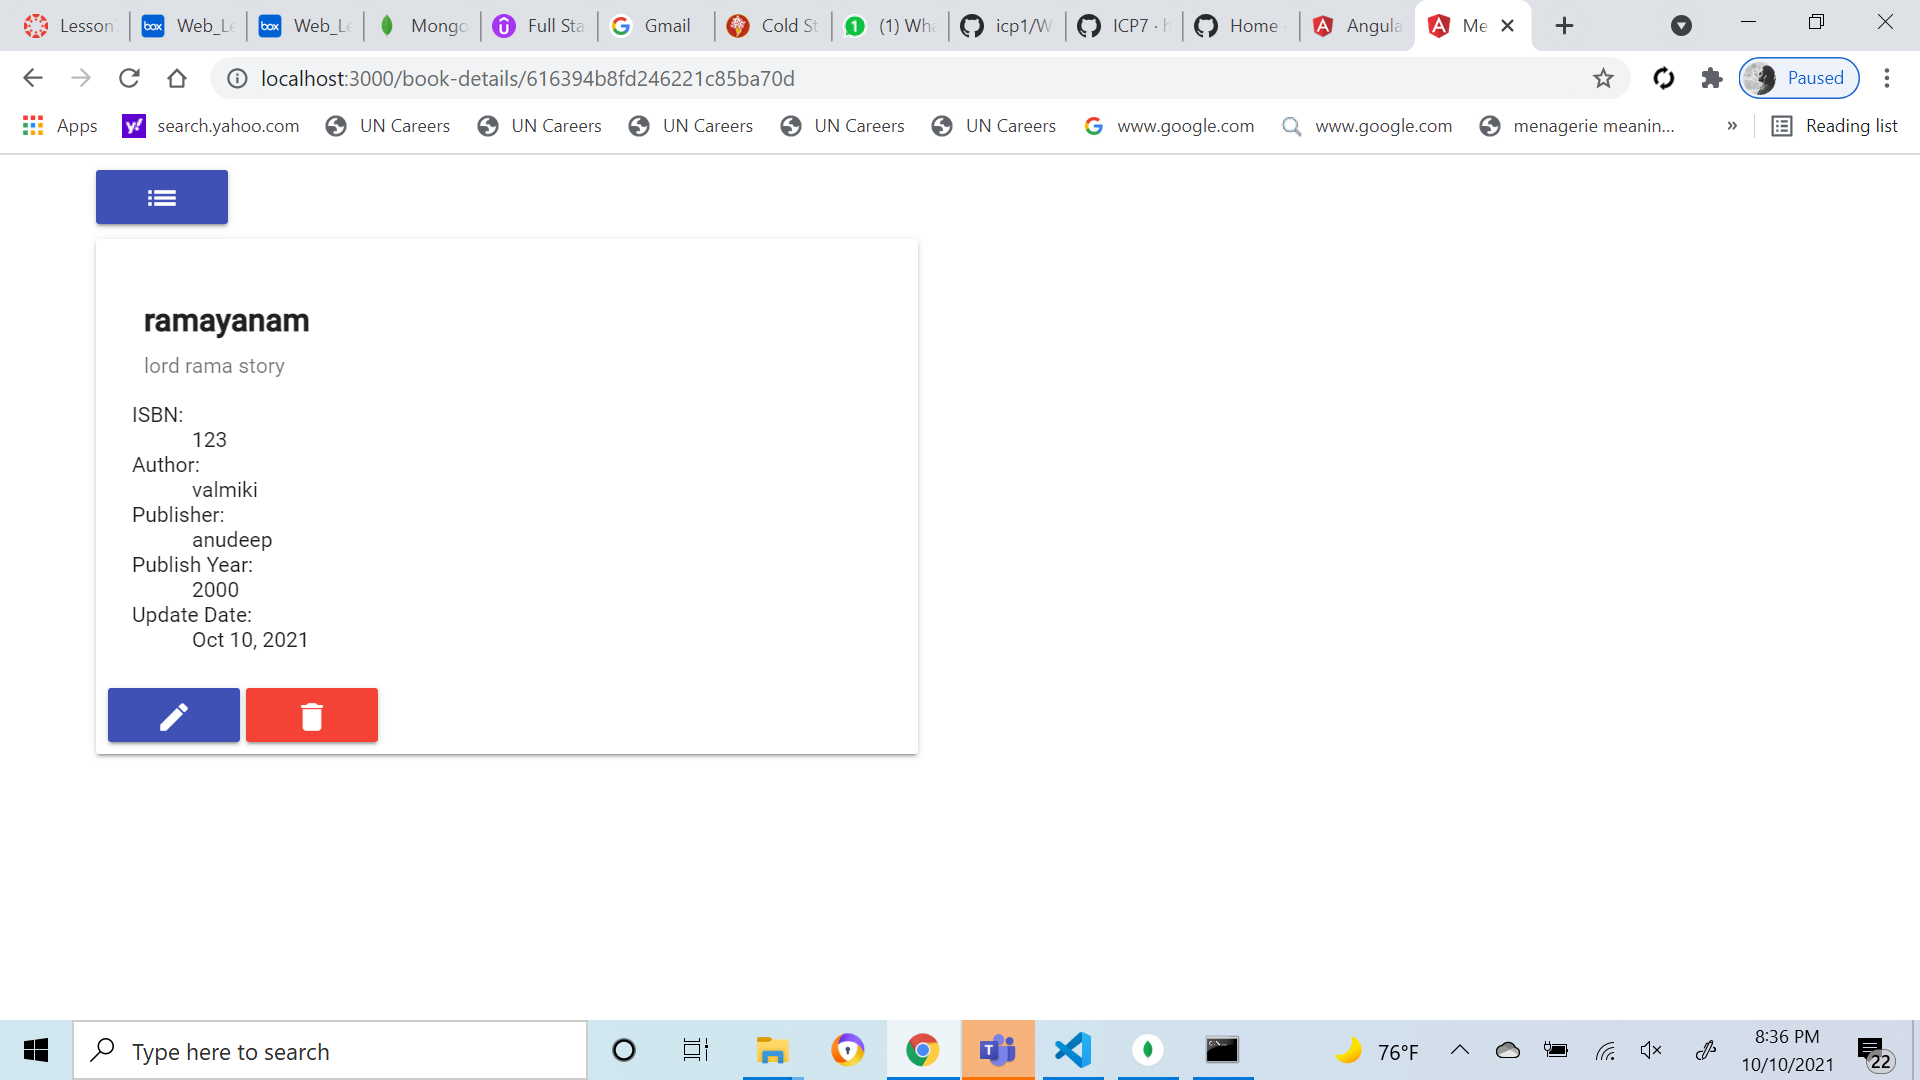 Lesson
Web_Le
Web_Le
Mongo
Full Sta
Gmail
Cold St
(1) Wha
icp1/W
ICP7 · h
Home
Angula
Me
localhost:3000/book-details/616394b8fd246221c85ba70d
Paused
Apps
search.yahoo.com
UN Careers
UN Careers
UN Careers
UN Careers
UN Careers
www.google.com
www.google.com
menagerie meanin...
»
Reading list
ramayanam
lord rama story
ISBN:
123
Author:
valmiki
Publisher:
anudeep
Publish Year:
2000
Update Date:
Oct 10, 2021
Type here to search
76°F
8:36 PM
10/10/2021
22